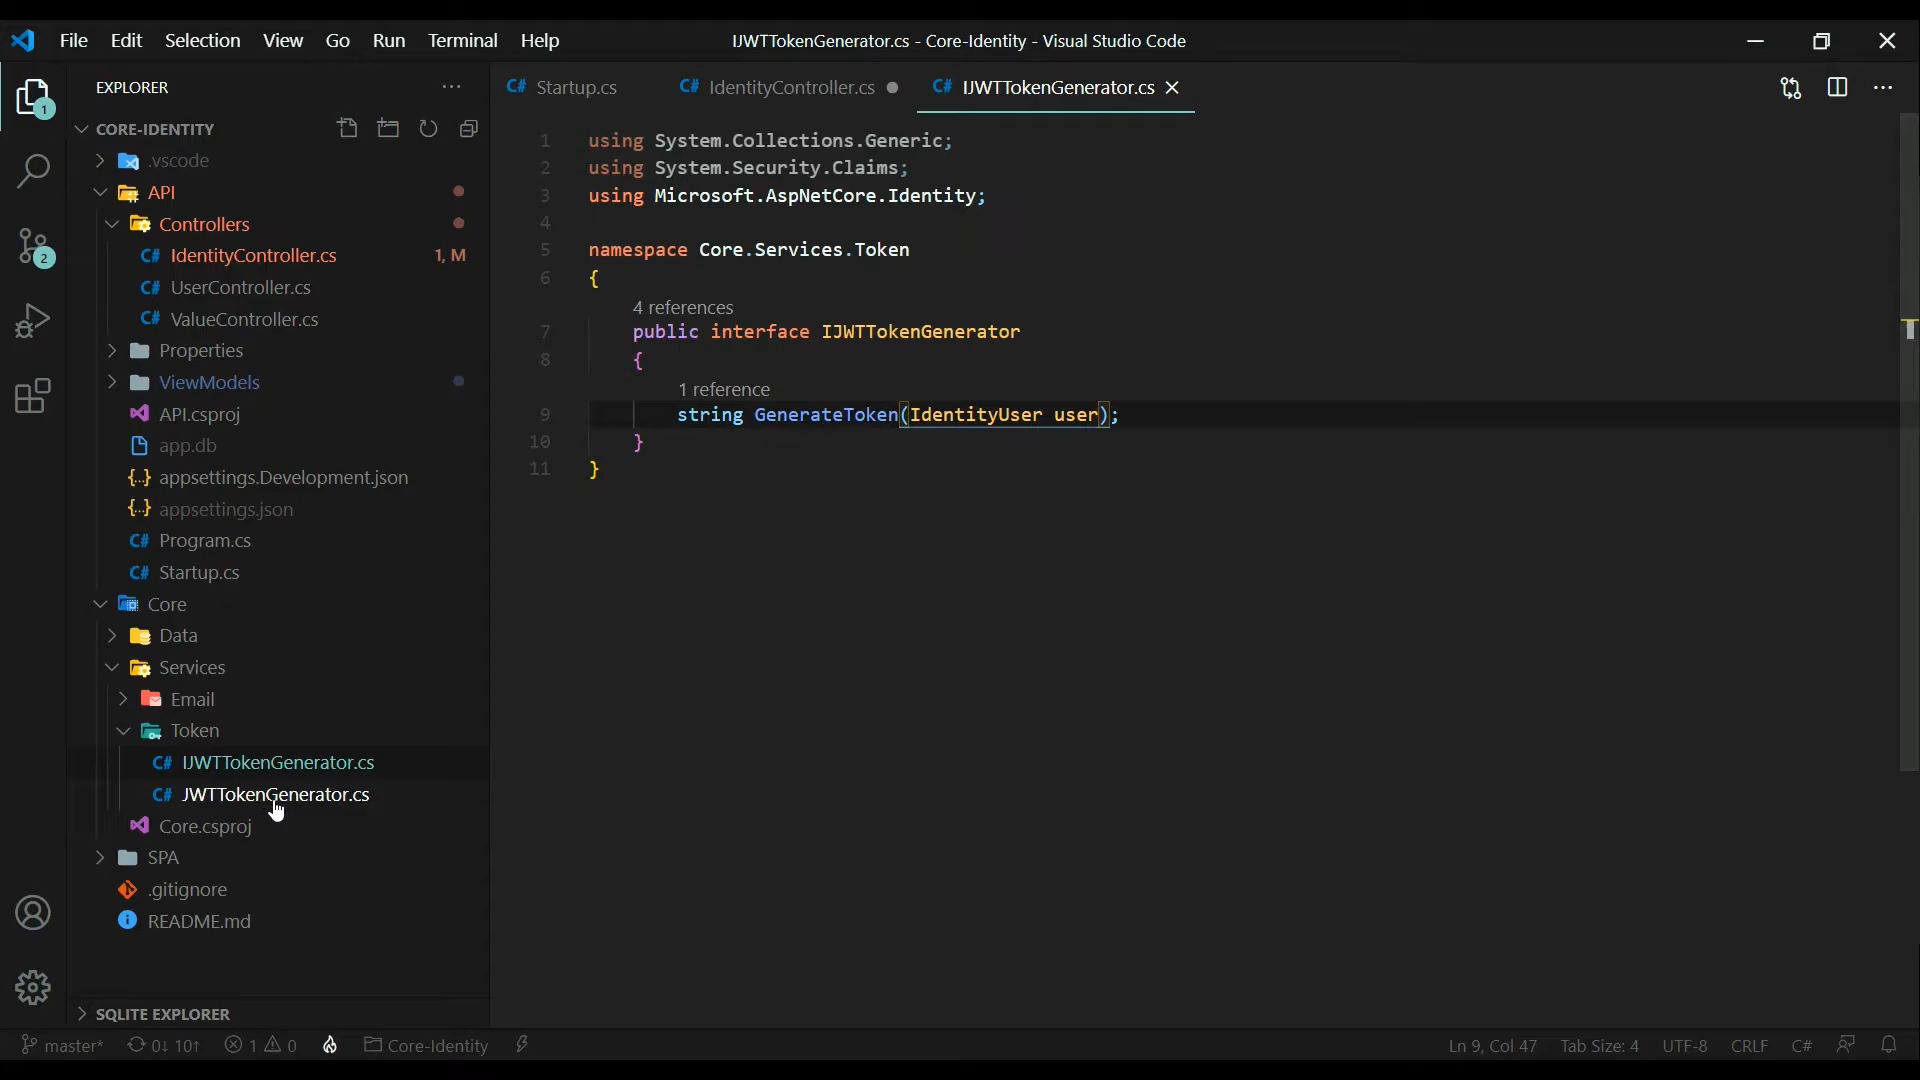 File Edit Selection View Go Run Terminal Help
IJWTTokenGenerator.cs - Core-Identity - Visual Studio Code
EXPLORER
CORE-IDENTITY
.vscode
API
Controllers
IdentityController.cs 1, M
UserController.cs
ValueController.cs
Properties
ViewModels
API.csproj
app.db
appsettings.Development.json
appsettings.json
Program.cs
Startup.cs
Core
Data
Services
Email
Token
IJWTTokenGenerator.cs
JWTTokenGenerator.cs
Core.csproj
SPA
.gitignore
README.md
SQLITE EXPLORER
1
2
C# Startup.cs
C# IdentityController.cs
C# IJWTTokenGenerator.cs
1 using System.Collections.Generic;
2 using System.Security.Claims;
3 using Microsoft.AspNetCore.Identity;
4
5 namespace Core.Services.Token
6 {
4 references
7 public interface IJWTTokenGenerator
8 {
1 reference
9 string GenerateToken(IdentityUser user);
10 }
11 }
master* 0↓ 10↑ 1 0 Core-Identity
Ln 9, Col 47 Tab Size: 4 UTF-8 CRLF C#